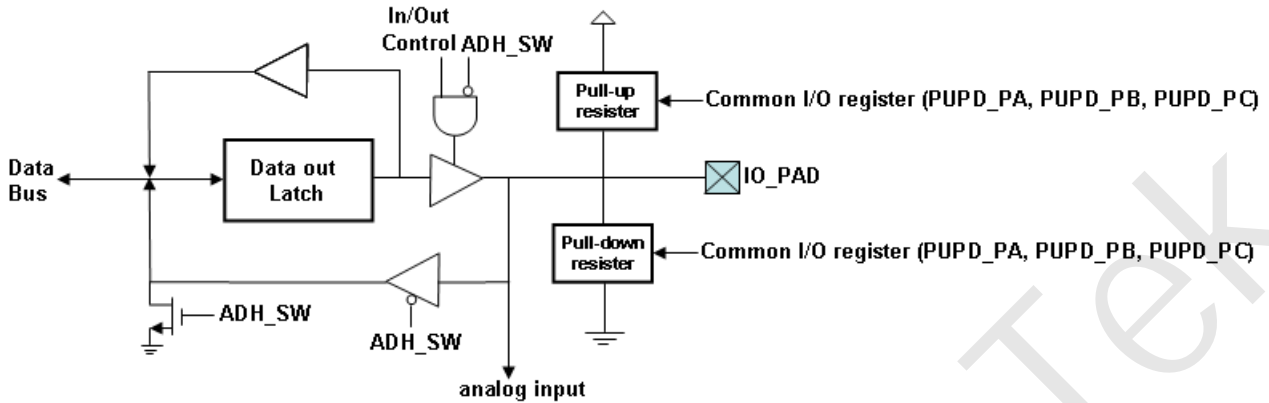 In/Out
Control ADH_SW
Pull-up
resister
Common I/O register (PUPD_PA, PUPD_PB, PUPD_PC)
Data
Bus
Data out
Latch
IO_PAD
Pull-down
resister
Common I/O register (PUPD_PA, PUPD_PB, PUPD_PC)
ADH_SW
ADH_SW
analog input
Tek